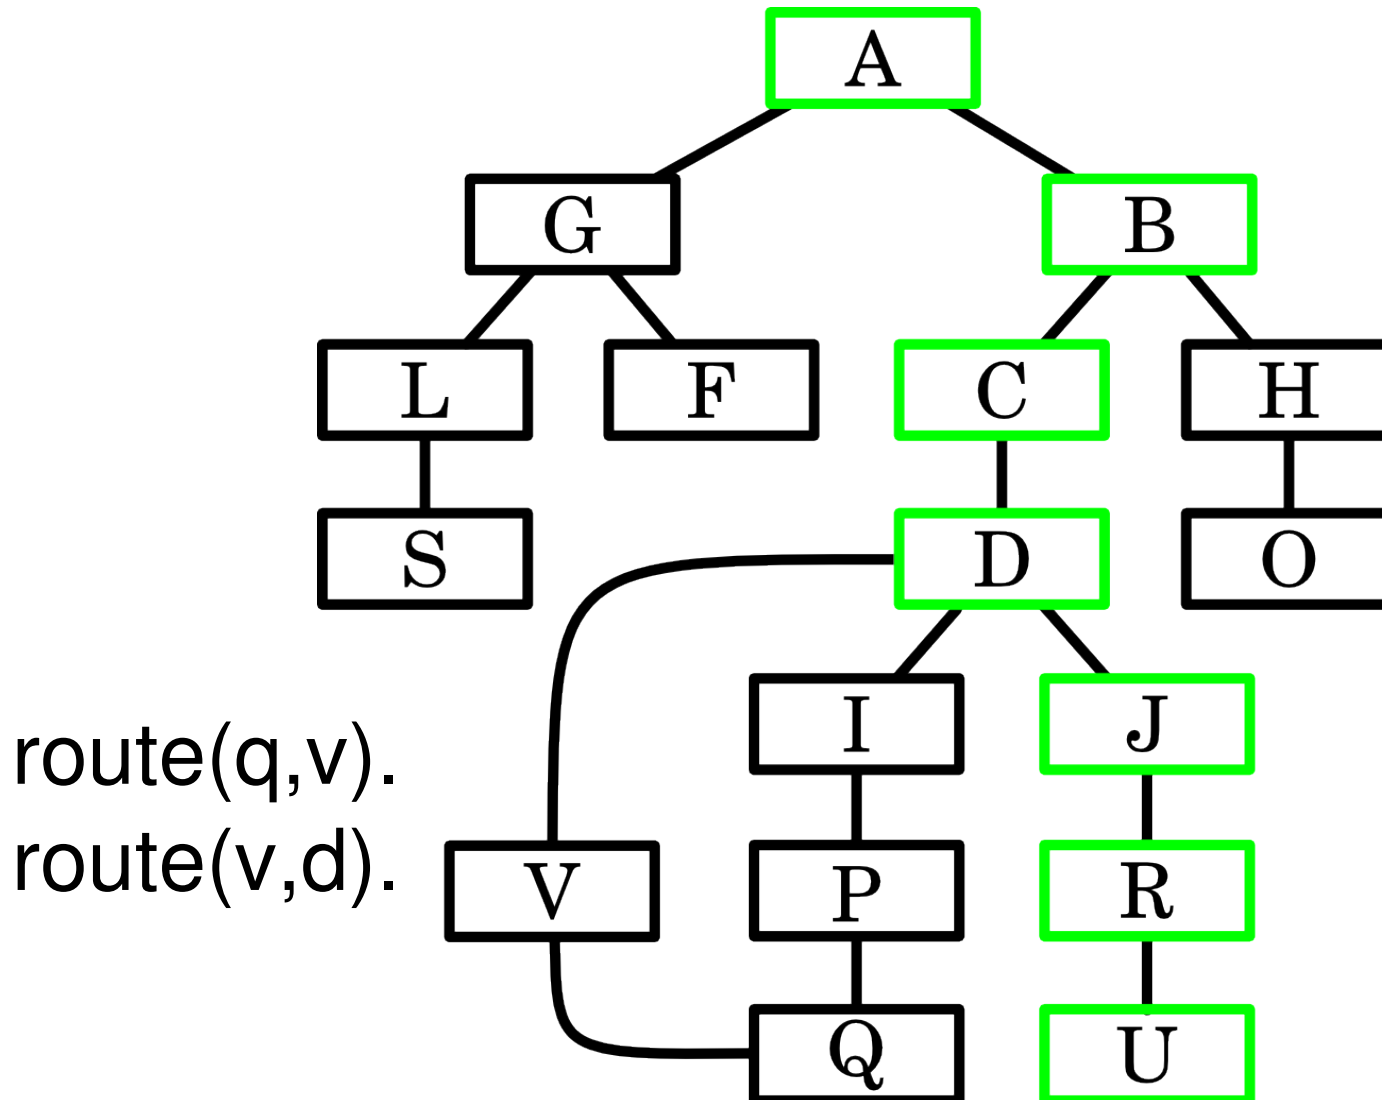 A
G B
L F C H
S D O
I J
route(q,v).
route(v,d).
V P R
Q U